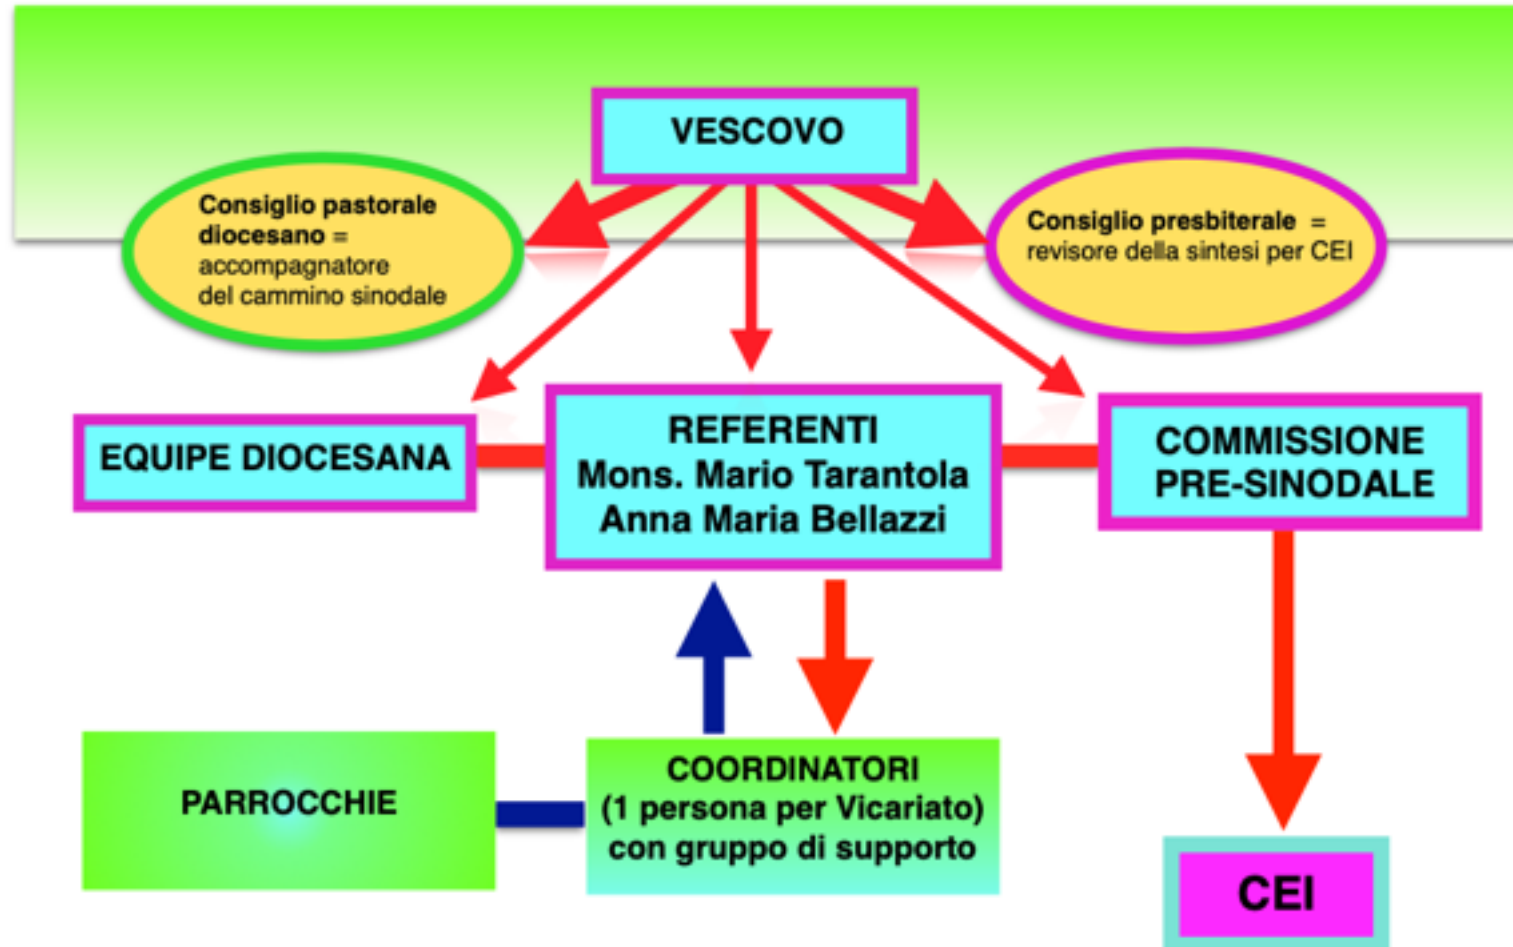 VESCOVO
Consiglio pastorale
diocesano =
accompagnatore
del cammino sinodale
Consiglio presbiterale =
revisore della sintesi per CEI
EQUIPE DIOCESANA
REFERENTI
Mons. Mario Tarantola
Anna Maria Bellazzi
COMMISSIONE
PRE-SINODALE
PARROCCHIE
COORDINATORI
(1 persona per Vicariato)
con gruppo di supporto
CEI